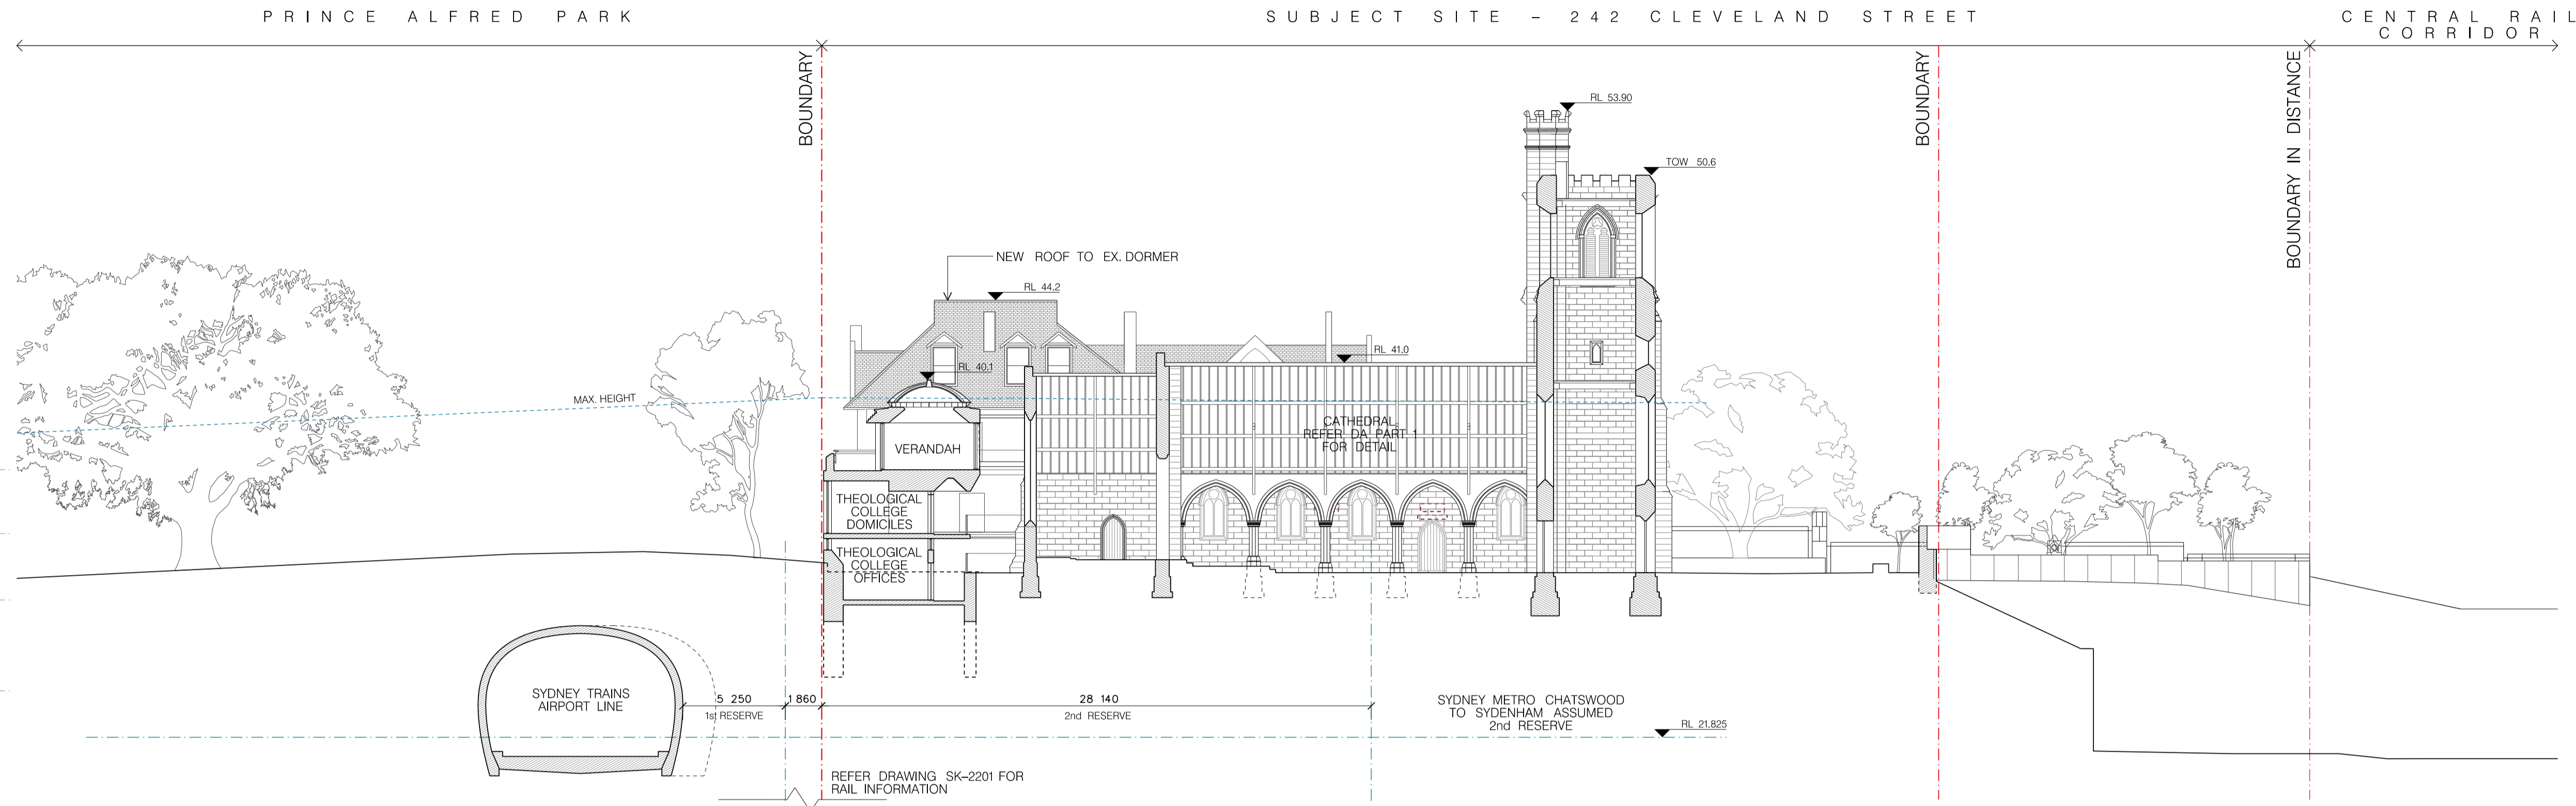 PRINCE ALFRED PARK
SUBJECT SITE – 242 CLEVELAND STREET
CENTRAL RAIL
CORRIDOR
BOUNDARY
BOUNDARY
BOUNDARY IN DISTANCE
RL 53.90
TOW 50.6
NEW ROOF TO EX. DORMER
RL 44.2
RL 41.0
RL 40.1
MAX. HEIGHT
CATHEDRAL
REFER DA PART 1
FOR DETAIL
VERANDAH
THEOLOGICAL
COLLEGE
DOMICILES
THEOLOGICAL
COLLEGE
OFFICES
SYDNEY TRAINS
AIRPORT LINE
5 250
1 860
28 140
1st RESERVE
2nd RESERVE
SYDNEY METRO CHATSWOOD
TO SYDENHAM ASSUMED
2nd RESERVE
RL 21.825
REFER DRAWING SK–2201 FOR
RAIL INFORMATION